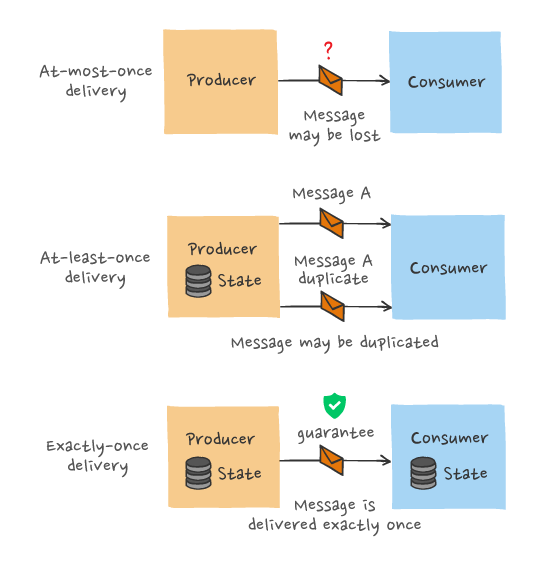 At-most-once
delivery
Producer
?
Message
may be lost
Consumer
At-least-once
delivery
Producer
State
Message A
Message A
duplicate
Consumer
Message may be duplicated
Exactly-once
delivery
Producer
State
guarantee
Message is
delivered exactly once
Consumer
State